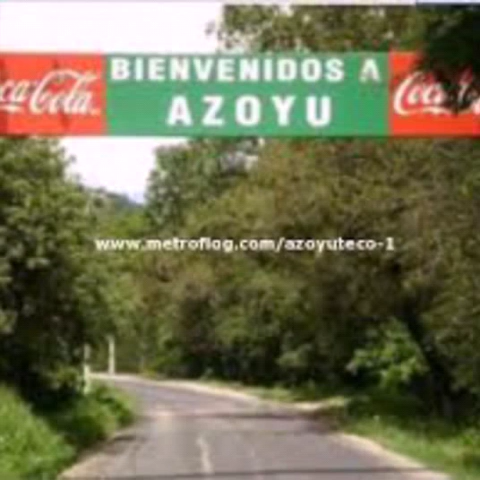 Coca-Cola
BIENVENIDOS A
AZOYU
Coca-Cola
www.metroflog.com/azoyuteco-1